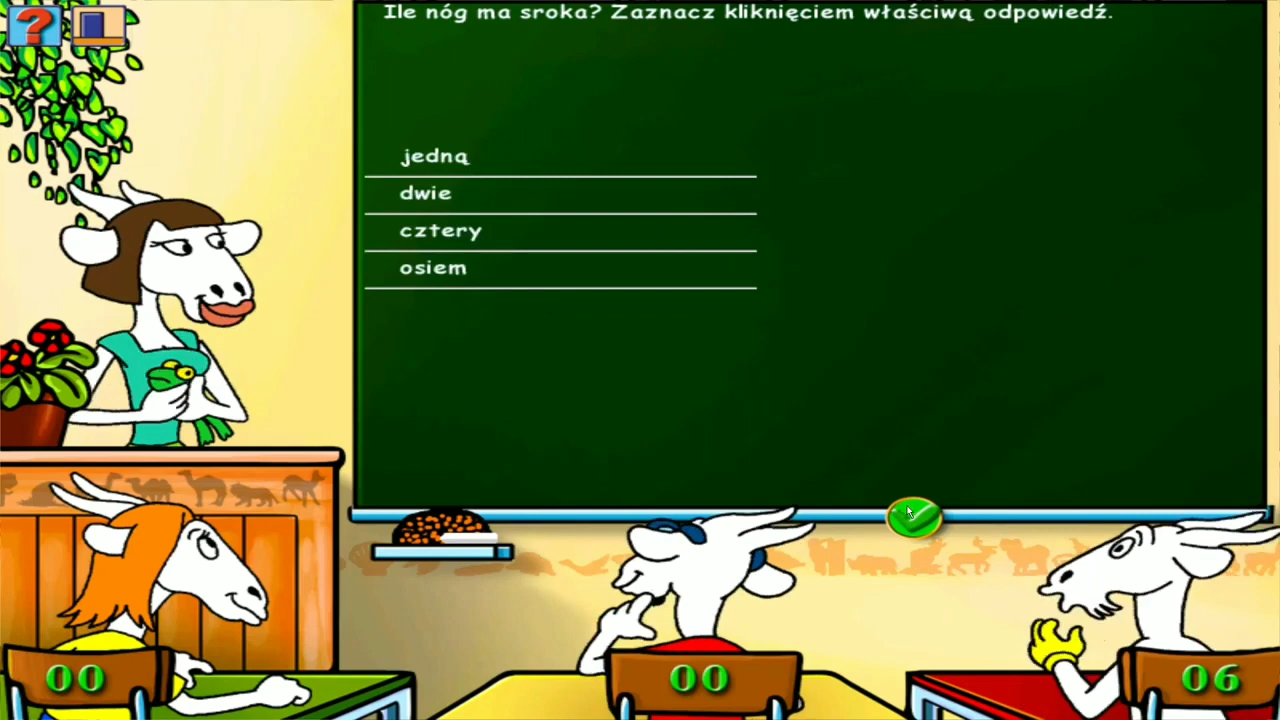 ?
Ile nóg ma sroka? Zaznacz kliknięciem właściwą odpowiedź.
jedną
dwie
cztery
osiem
00
00
06